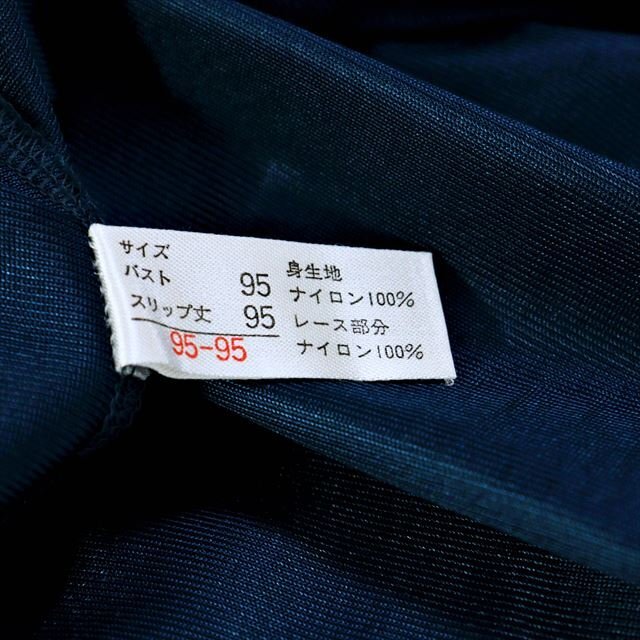 サイズ
バスト 95
スリップ丈 95
95-95
身生地
ナイロン100%
レース部分
ナイロン100%